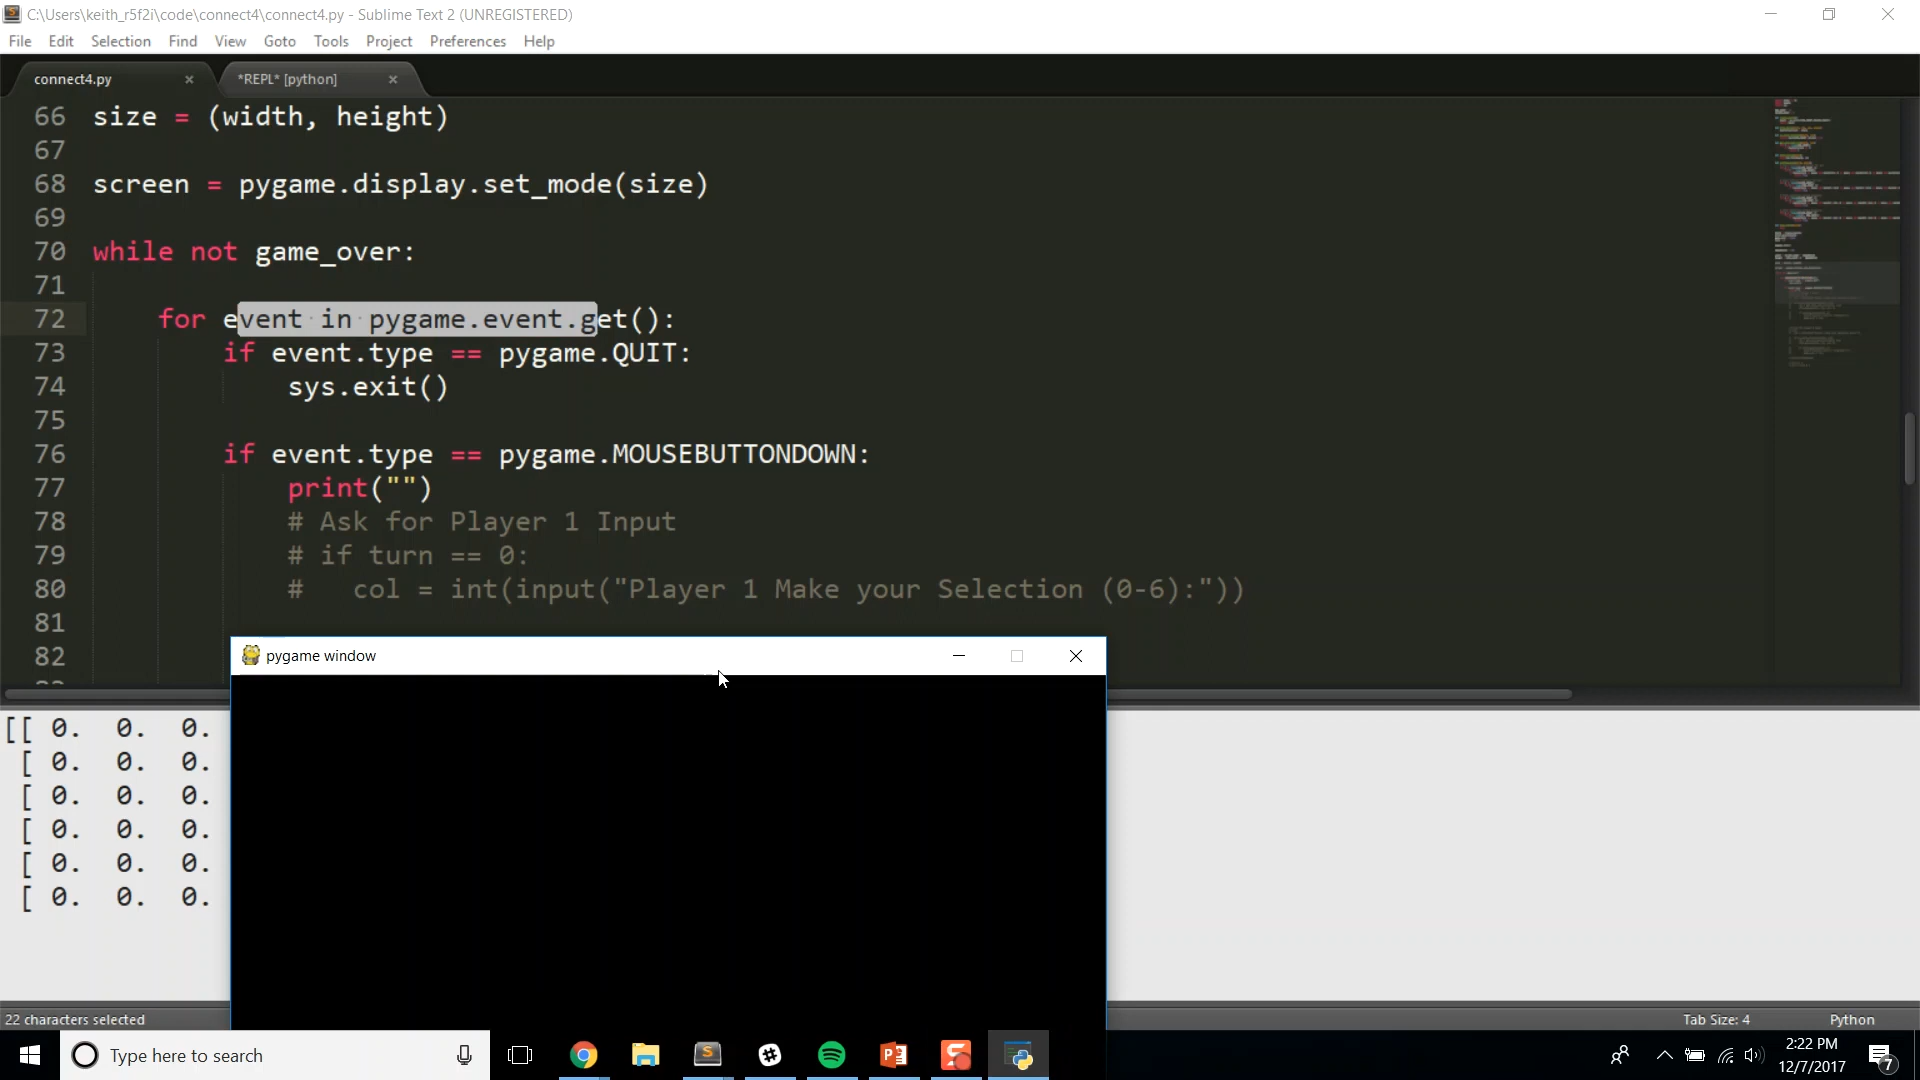 C:\Users\keith_r5f2i\code\connect4\connect4.py - Sublime Text 2 (UNREGISTERED)
File Edit Selection Find View Goto Tools Project Preferences Help
connect4.py × *REPL* [python] ×
66 size = (width, height)
67
68 screen = pygame.display.set_mode(size)
69
70 while not game_over:
71
72 for event in pygame.event.get():
73 if event.type == pygame.QUIT:
74 sys.exit()
75
76 if event.type == pygame.MOUSEBUTTONDOWN:
77 print("")
78 # Ask for Player 1 Input
79 # if turn == 0:
80 # col = int(input("Player 1 Make your Selection (0-6):"))
81
82
pygame window
[[ 0. 0. 0.
[ 0. 0. 0.
[ 0. 0. 0.
[ 0. 0. 0.
[ 0. 0. 0.
[ 0. 0. 0.
22 characters selected Tab Size: 4 Python
Type here to search 2:22 PM
12/7/2017 7